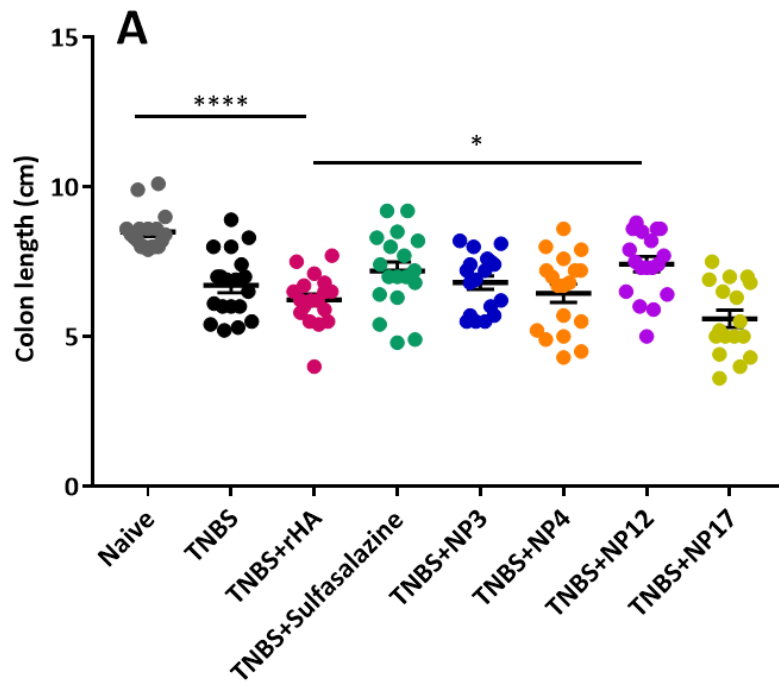 A
15
10
5
0
Colon length (cm)
****
*
Naive
TNBS
TNBS+rHA
TNBS+Sulfasalazine
TNBS+NP3
TNBS+NP4
TNBS+NP12
TNBS+NP17